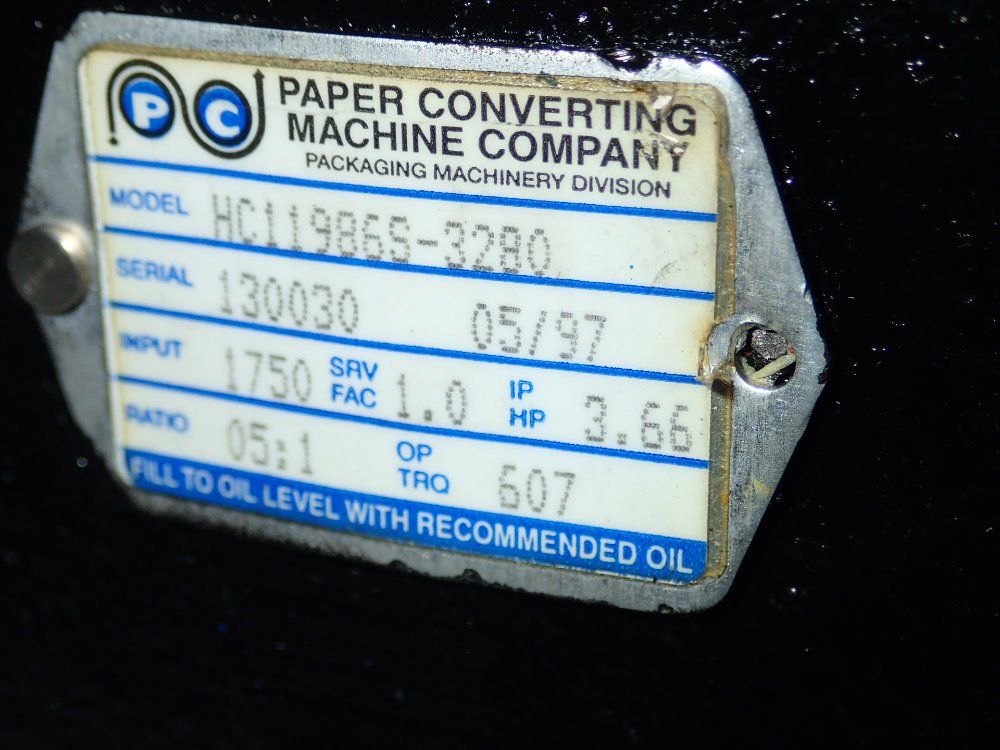 PC PAPER CONVERTING
MACHINE COMPANY
PACKAGING MACHINERY DIVISION
MODEL HC11986S-3280
SERIAL 130030 05/97
INPUT 1750 SRV FAC 1.0 IP HP 3.66
RATIO 05:1 OP TRQ 607
FILL TO OIL LEVEL WITH RECOMMENDED OIL